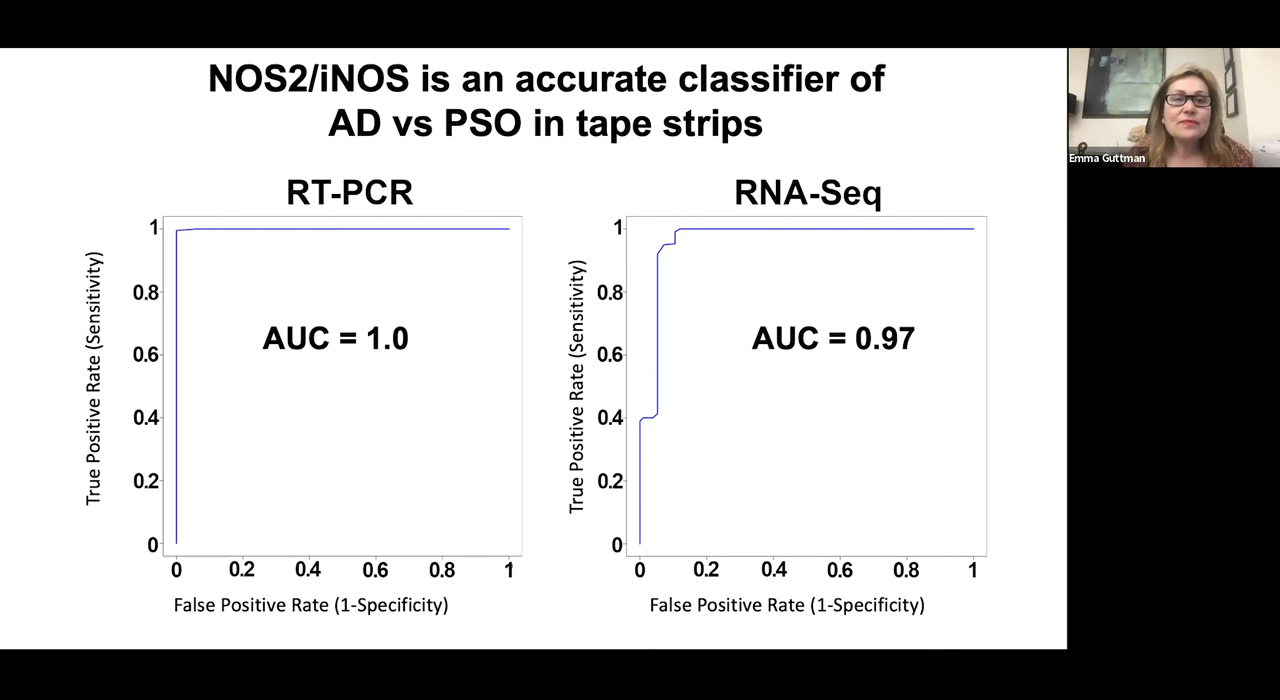 NOS2/iNOS is an accurate classifier of
AD vs PSO in tape strips
Emma Guttman
RT-PCR
True Positive Rate (Sensitivity)
1
0.8
0.6
0.4
0.2
0
AUC = 1.0
0 0.2 0.4 0.6 0.8 1
False Positive Rate (1-Specificity)
RNA-Seq
True Positive Rate (Sensitivity)
1
0.8
0.6
0.4
0.2
0
AUC = 0.97
0 0.2 0.4 0.6 0.8 1
False Positive Rate (1-Specificity)